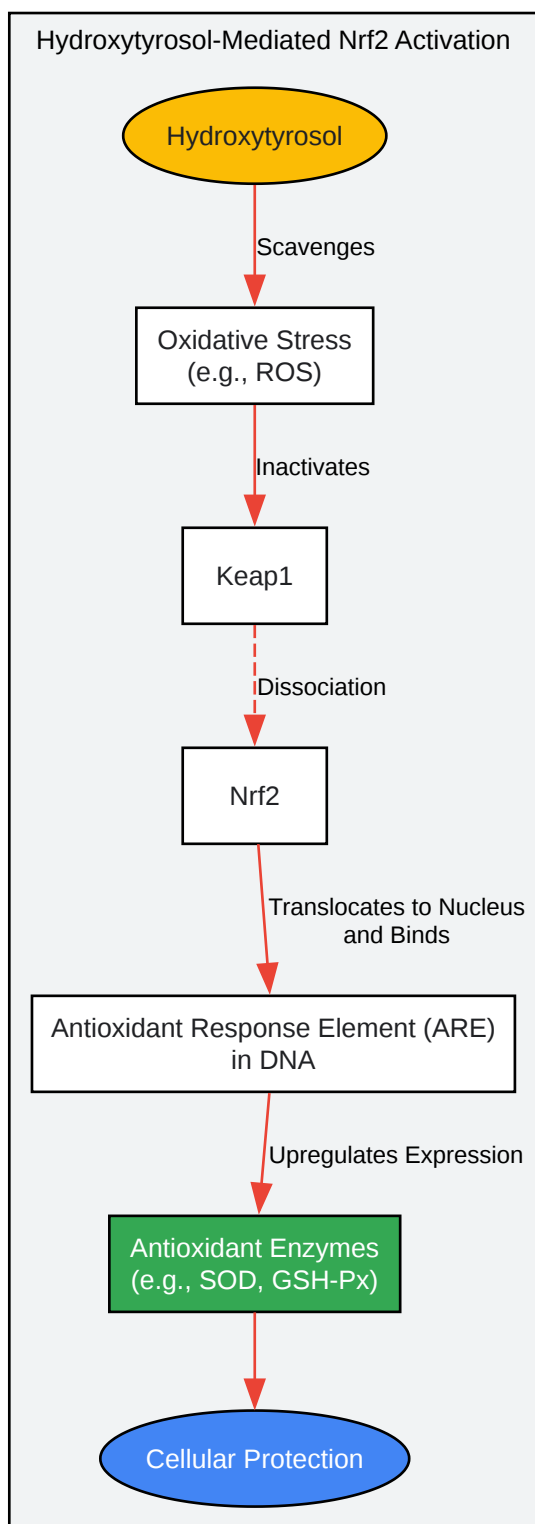 Hydroxytyrosol-Mediated Nrf2 Activation
Hydroxytyrosol
Scavenges
Oxidative Stress
(e.g., ROS)
Inactivates
Keap1
Dissociation
Nrf2
Translocates to Nucleus
and Binds
Antioxidant Response Element (ARE)
in DNA
Upregulates Expression
Antioxidant Enzymes
(e.g., SOD, GSH-Px)
Cellular Protection